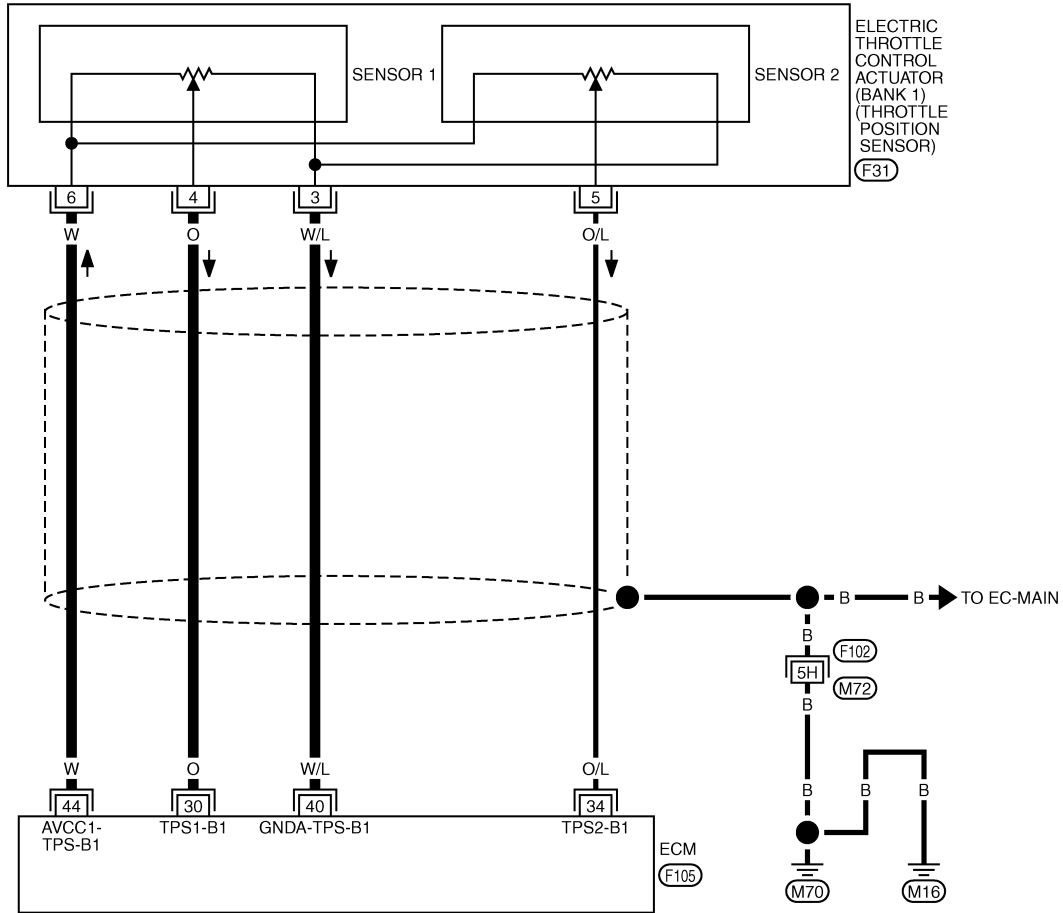 ELECTRIC
THROTTLE
CONTROL
ACTUATOR
(BANK 1)
(THROTTLE
POSITION
SENSOR)
F31
SENSOR 1
SENSOR 2
6
4
3
5
W
O
W/L
O/L
B
B
TO EC-MAIN
B
F102
5H
M72
B
W
O
W/L
O/L
B
B
B
44
30
40
34
AVCC1-
TPS-B1
TPS1-B1
GNDA-TPS-B1
TPS2-B1
ECM
F105
M70
M16